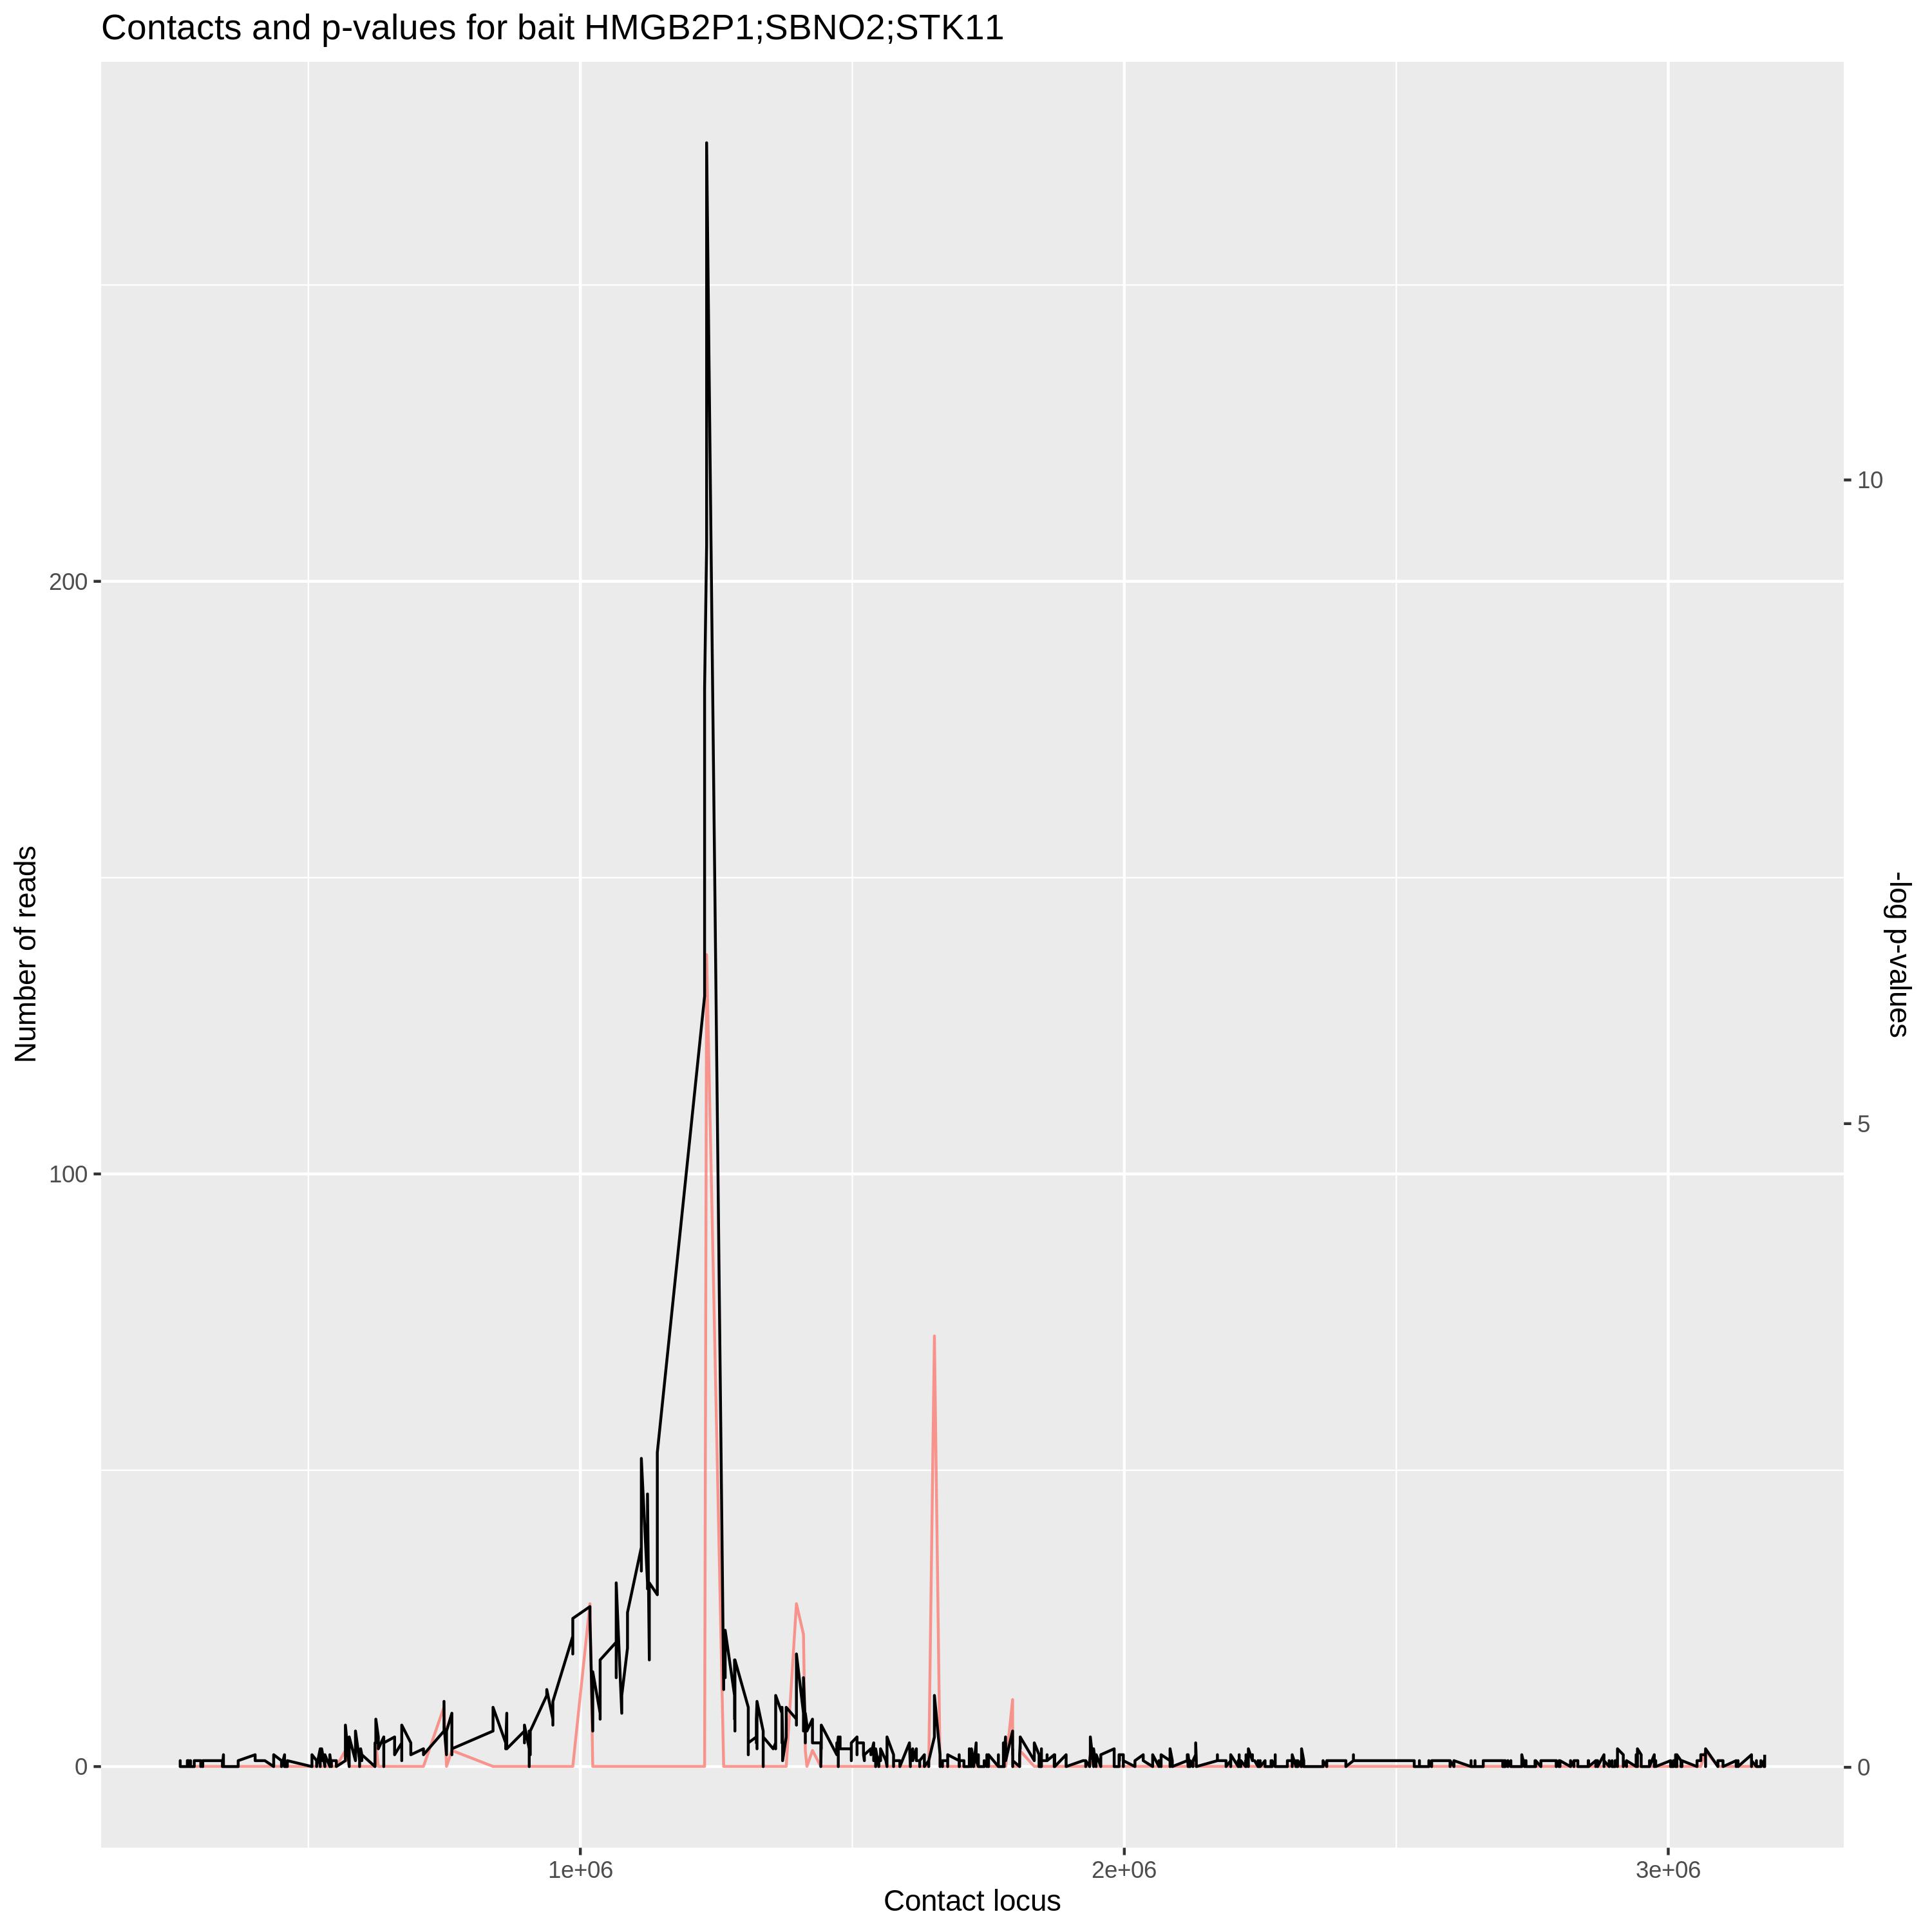 Contacts and p-values for bait HMGB2P1;SBNO2;STK11
200
100
0
Number of reads
10
5
0
-log p-values
1e+06
2e+06
3e+06
Contact locus